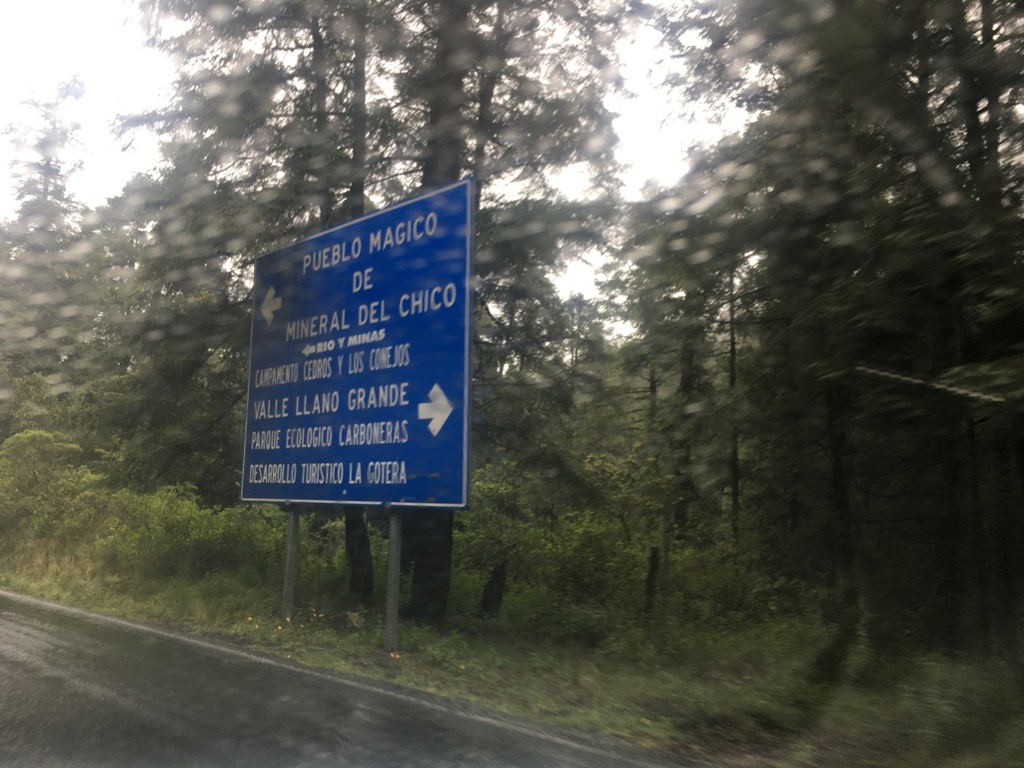 PUEBLO MAGICO
DE
MINERAL DEL CHICO
RIO Y MINAS
CAMPAMENTO CEDROS Y LOS CONEJOS
VALLE LLANO GRANDE
PARQUE ECOLOGICO CARBONERAS
DESARROLLO TURISTICO LA GOTERA